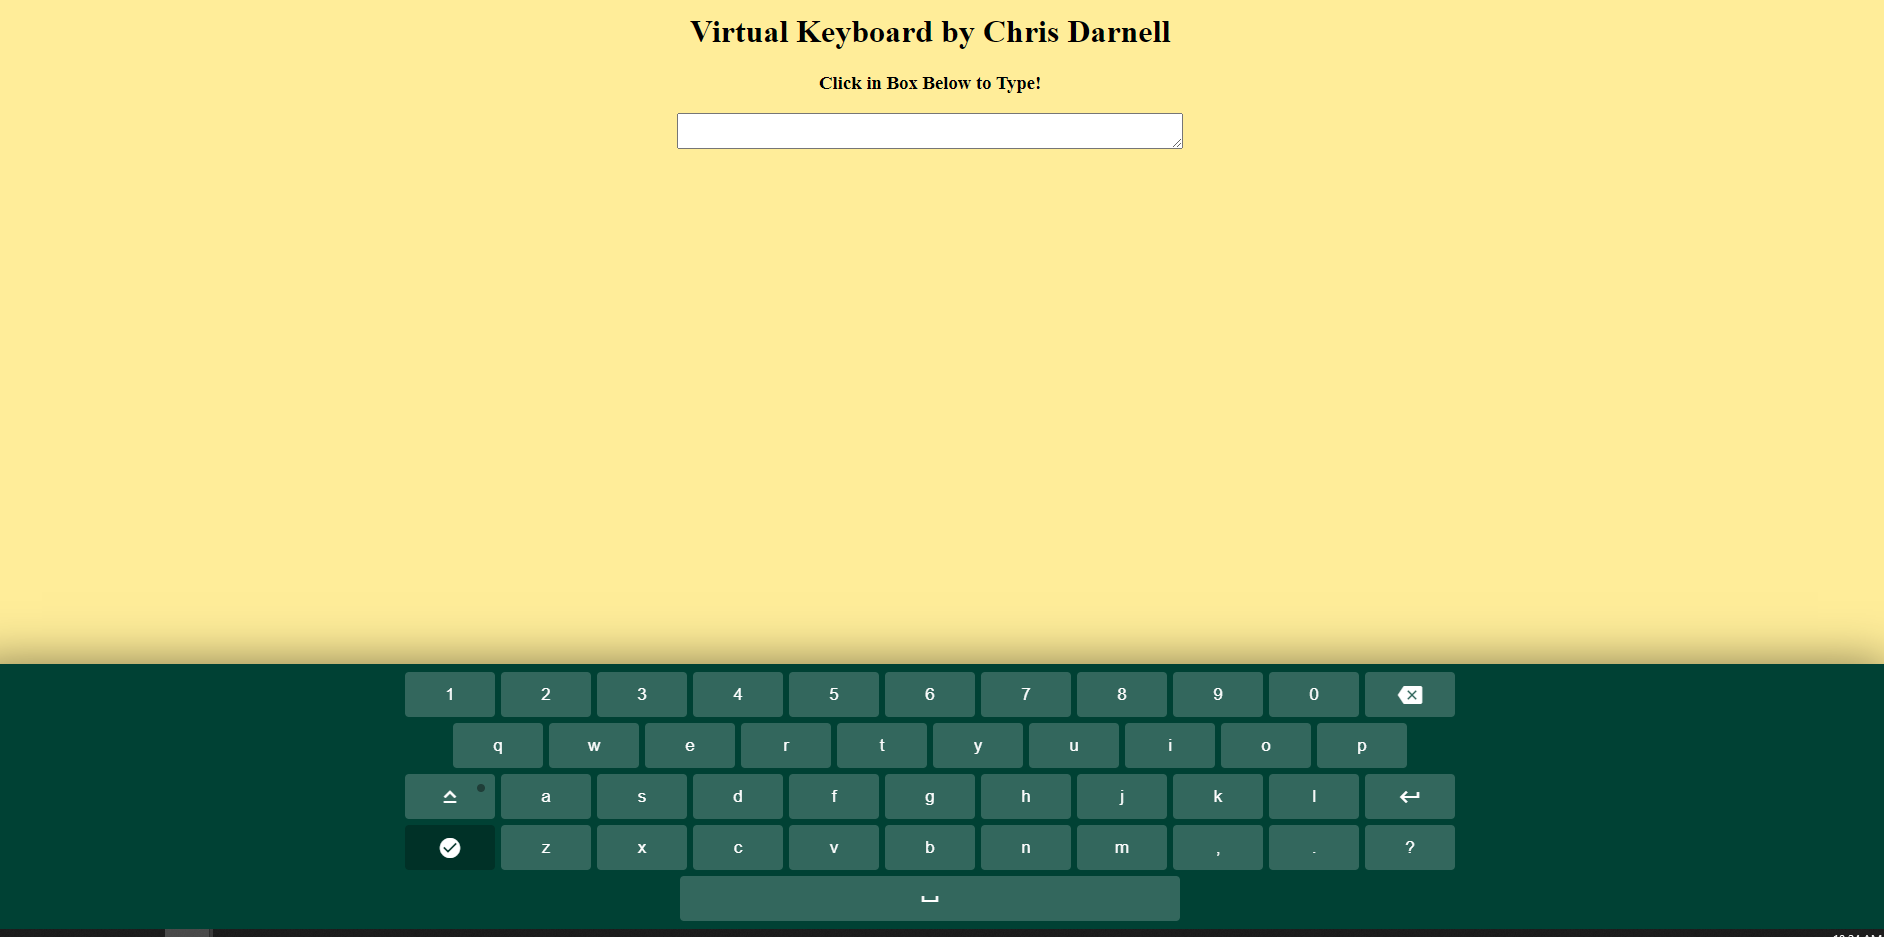 Virtual Keyboard by Chris Darnell
Click in Box Below to Type!
1 2 3 4 5 6 7 8 9 0
q w e r t y u i o p
a s d f g h j k l
z x c v b n m , . ?